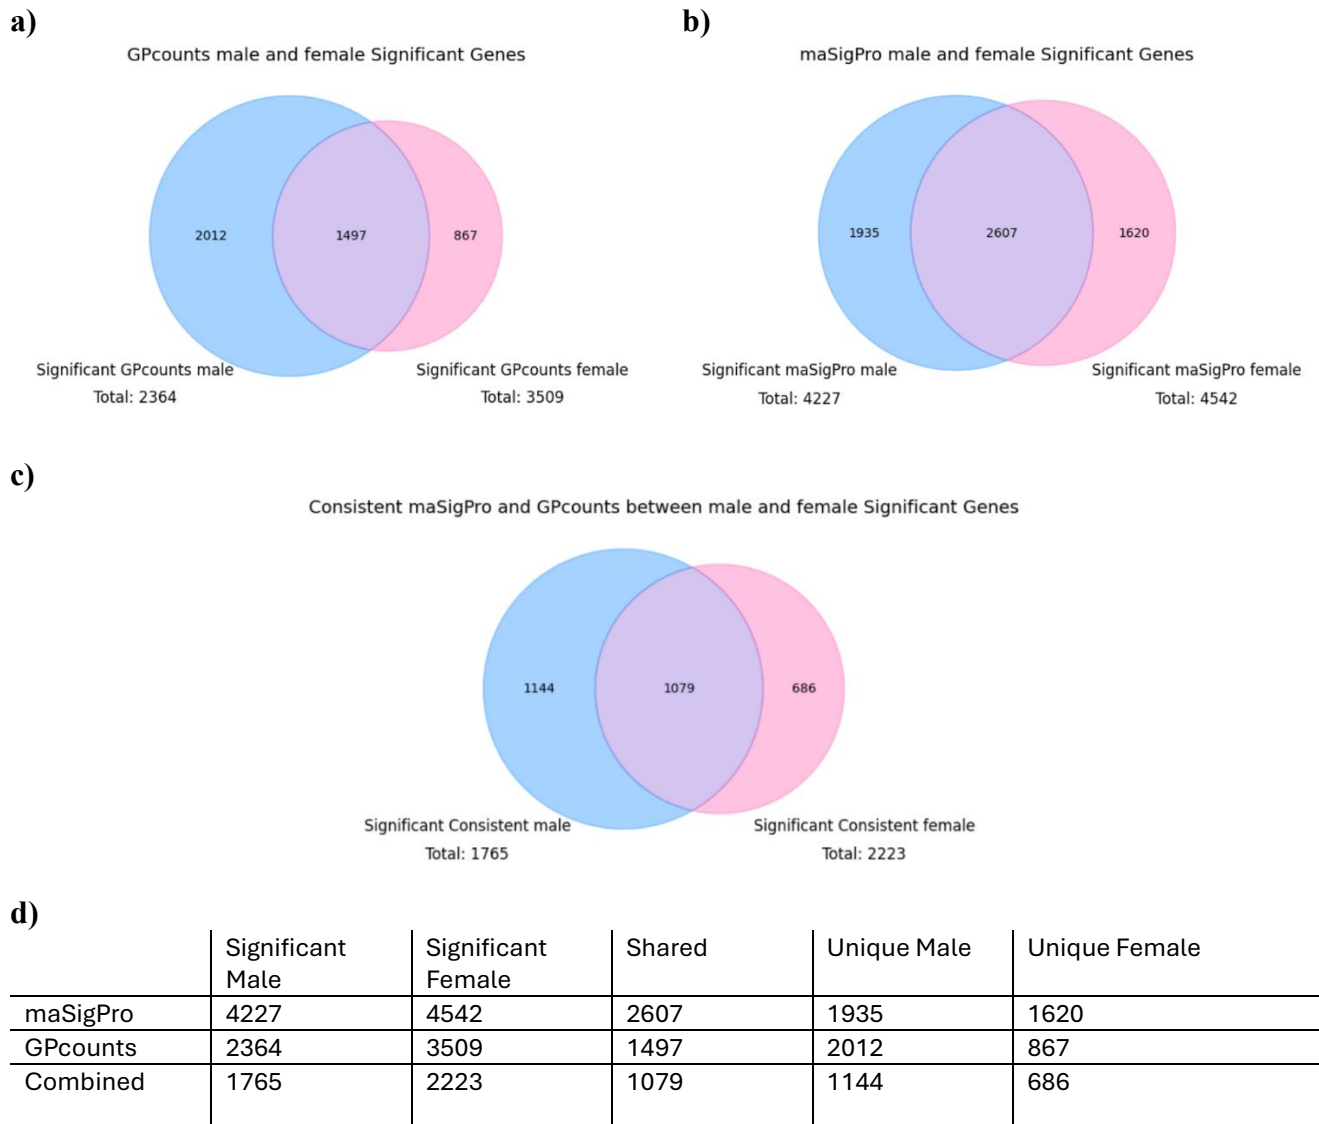 a)
GPcounts male and female Significant Genes
2012
1497
867
Significant GPcounts male
Total: 2364
Significant GPcounts female
Total: 3509
b)
maSigPro male and female Significant Genes
1935
2607
1620
Significant maSigPro male
Total: 4227
Significant maSigPro female
Total: 4542
c)
Consistent maSigPro and GPcounts between male and female Significant Genes
1144
1079
686
Significant Consistent male
Total: 1765
Significant Consistent female
Total: 2223
d)
Significant Male Significant Female Shared Unique Male Unique Female
maSigPro 4227 4542 2607 1935 1620
GPcounts 2364 3509 1497 2012 867
Combined 1765 2223 1079 1144 686